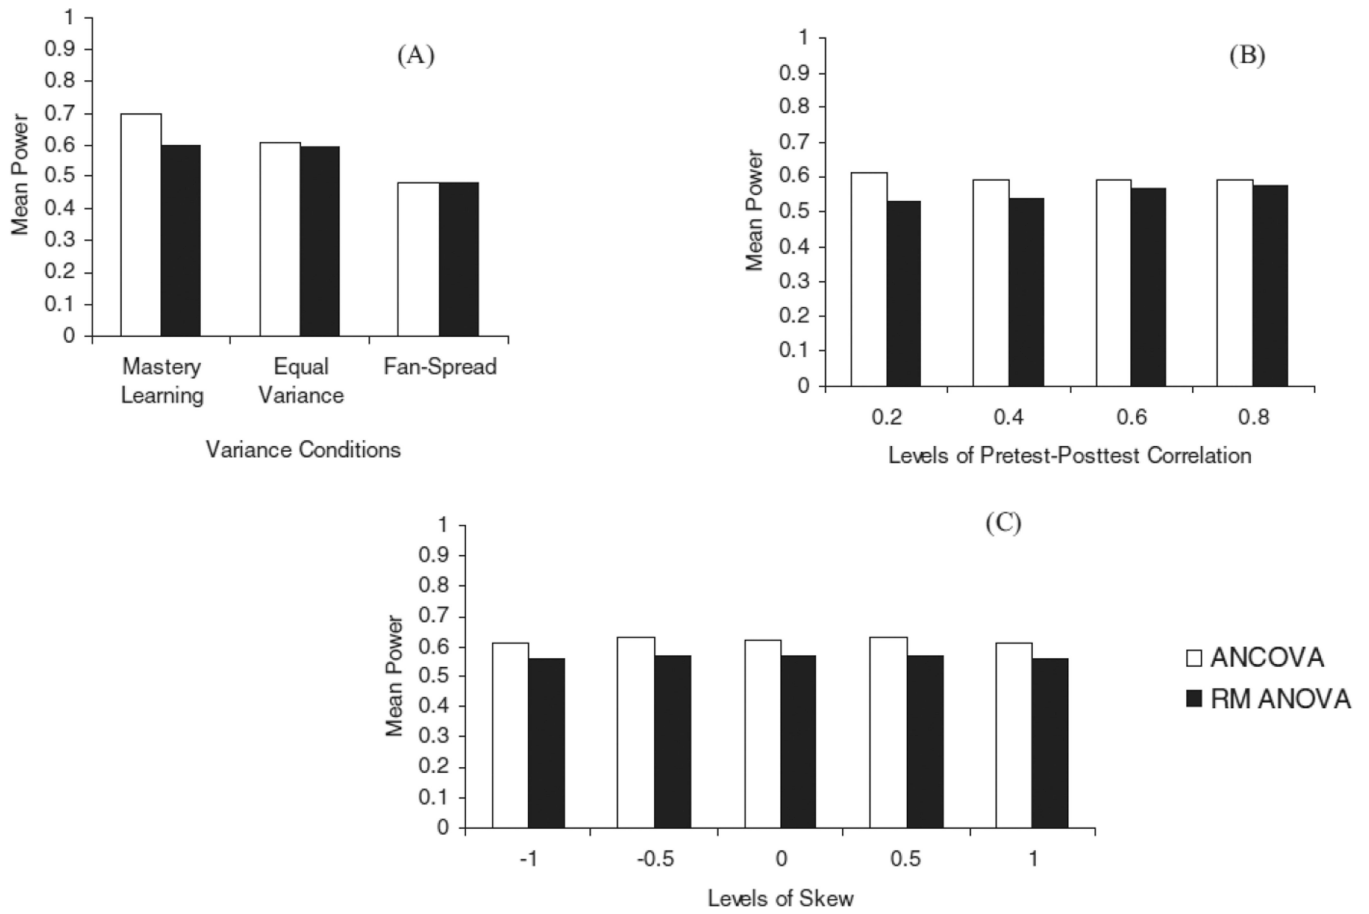 (A)
Mean Power
1
0.9
0.8
0.7
0.6
0.5
0.4
0.3
0.2
0.1
0
Mastery Learning
Equal Variance
Fan-Spread
Variance Conditions
(B)
Mean Power
1
0.9
0.8
0.7
0.6
0.5
0.4
0.3
0.2
0.1
0
0.2 0.4 0.6 0.8
Levels of Pretest-Posttest Correlation
(C)
Mean Power
1
0.9
0.8
0.7
0.6
0.5
0.4
0.3
0.2
0.1
0
-1 -0.5 0 0.5 1
Levels of Skew
ANCOVA
RM ANOVA